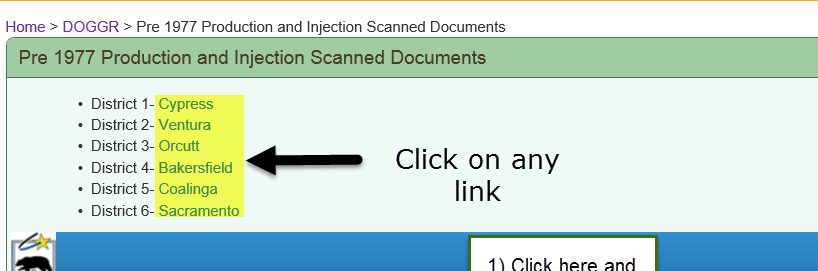 Home > DOGGR > Pre 1977 Production and Injection Scanned Documents
Pre 1977 Production and Injection Scanned Documents
• District 1- Cypress
• District 2- Ventura
• District 3- Orcutt
• District 4- Bakersfield
• District 5- Coalinga
• District 6- Sacramento
Click on any
link
1) Click here and